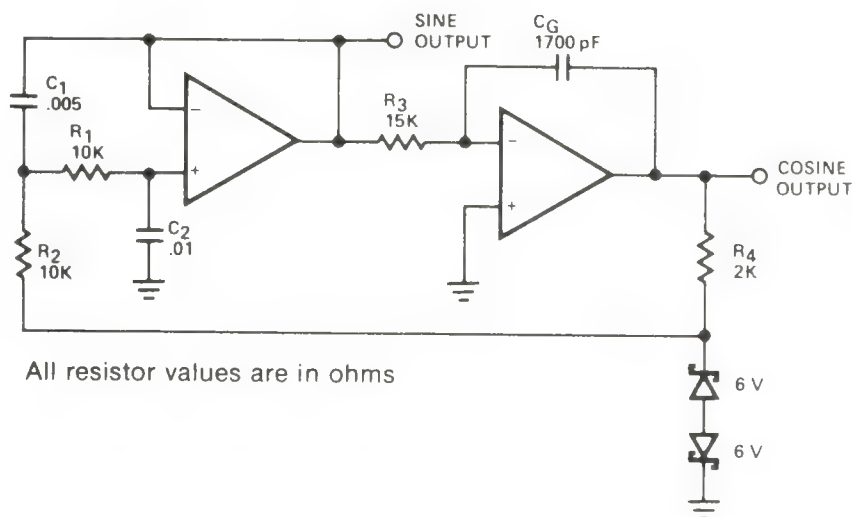 SINE
OUTPUT
CG
1700 pF
C1
.005
R1
10K
R3
15K
−
+
−
+
COSINE
OUTPUT
R2
10K
C2
.01
R4
2K
All resistor values are in ohms
6 V
6 V